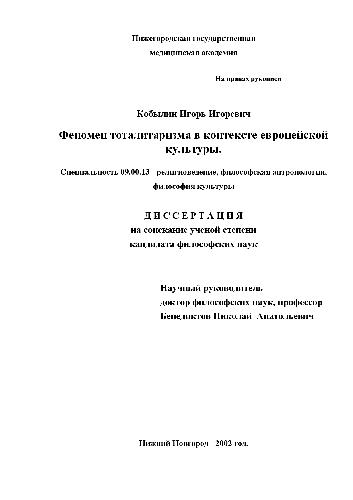 Нижегородская государственная
медицинская академия
На правах рукописи
Кобылин Игорь Игоревич
Феномен тоталитаризма в контексте европейской
культуры.
Специальность 09.00.13 - религиоведение, философская антропология,
философия культуры
ДИССЕРТАЦИЯ
на соискание ученой степени
кандидата философских наук
Научный руководитель
доктор философских наук, профессор
Бенедиктов Николай Анатольевич
Нижний Новгород - 2002 год.